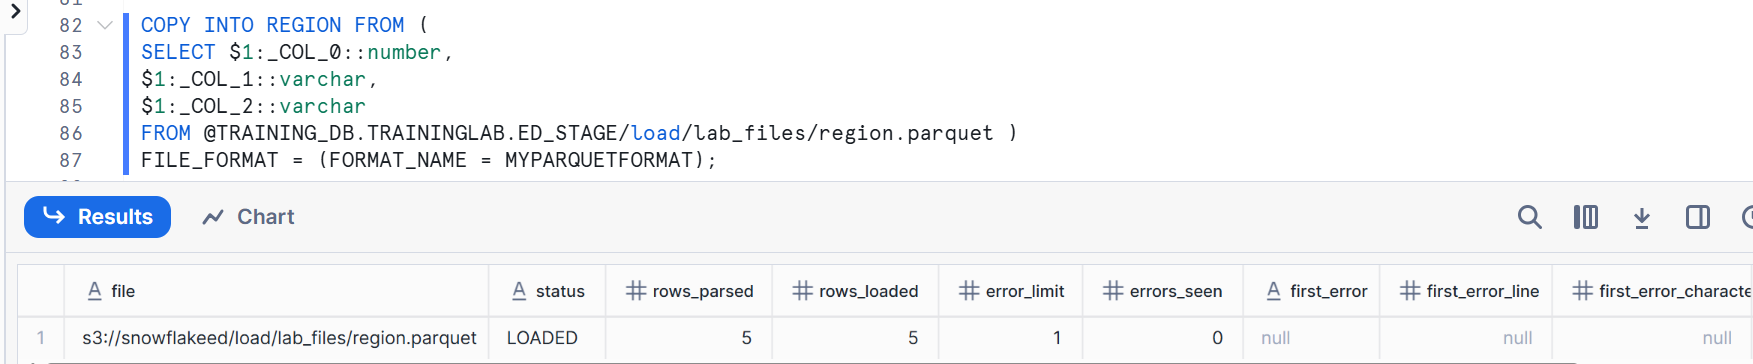 82 COPY INTO REGION FROM (
83 SELECT $1:_COL_0::number,
84 $1:_COL_1::varchar,
85 $1:_COL_2::varchar
86 FROM @TRAINING_DB.TRAININGLAB.ED_STAGE/load/lab_files/region.parquet )
87 FILE_FORMAT = (FORMAT_NAME = MYPARQUETFORMAT);
Results Chart
file status rows_parsed rows_loaded error_limit errors_seen first_error first_error_line first_error_characte
1 s3://snowflakeed/load/lab_files/region.parquet LOADED 5 5 1 0 null null null